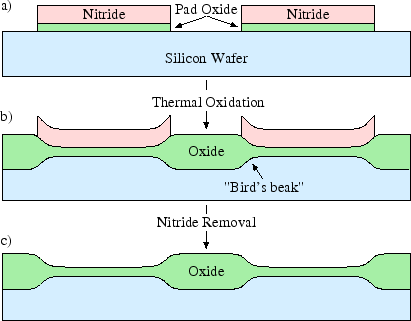 a)
Nitride
Pad Oxide
Nitride
Silicon Wafer
Thermal Oxidation
b)
Oxide
"Bird's beak"
Nitride Removal
c)
Oxide